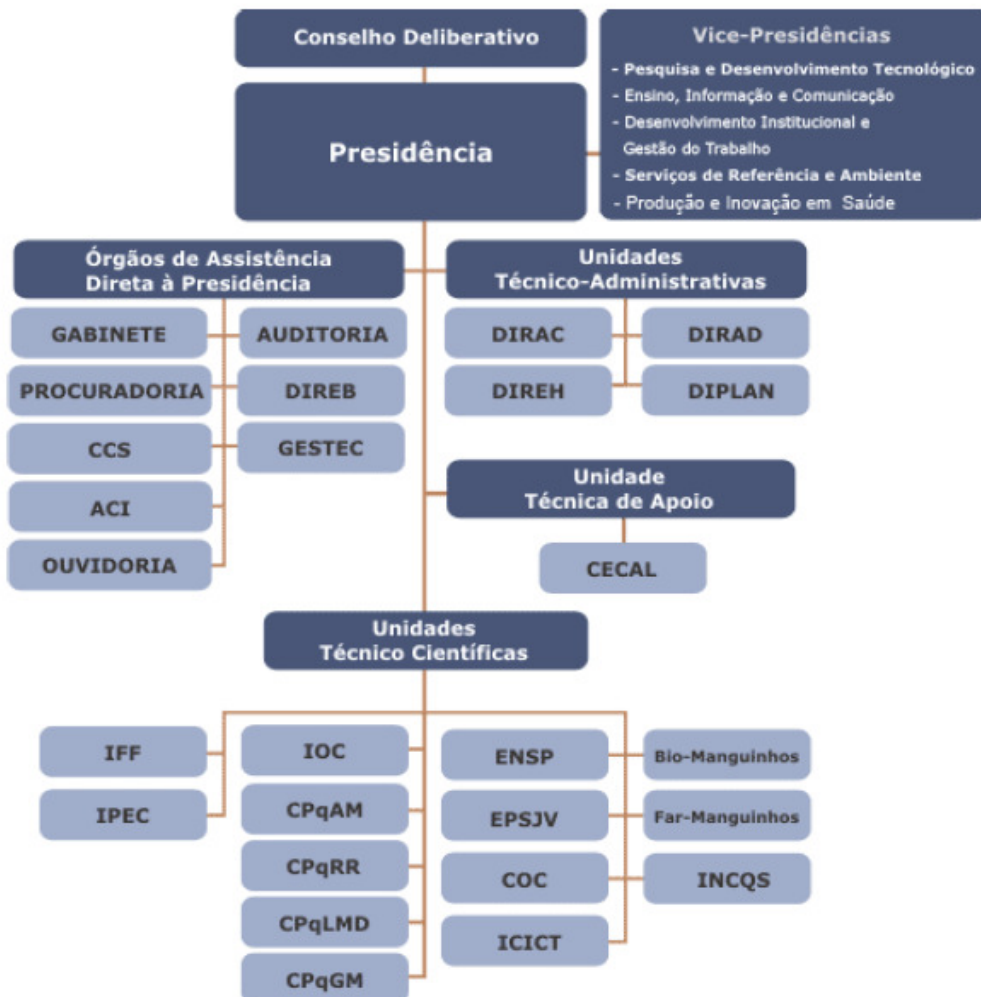 Conselho Deliberativo
Vice-Presidências
- Pesquisa e Desenvolvimento Tecnológico
- Ensino, Informação e Comunicação
- Desenvolvimento Institucional e
Gestão do Trabalho
- Serviços de Referência e Ambiente
- Produção e Inovação em Saúde
Presidência
Órgãos de Assistência
Direta à Presidência
GABINETE
AUDITORIA
PROCURADORIA
DIREB
CCS
GESTEC
ACI
OUVIDORIA
Unidades
Técnico-Administrativas
DIRAC
DIRAD
DIREH
DIPLAN
Unidade
Técnica de Apoio
CECAL
Unidades
Técnico Científicas
IFF
IPEC
IOC
CPqAM
CPqRR
CPqLMD
CPqGM
ENSP
EPSJV
COC
ICICT
Bio-Manguinhos
Far-Manguinhos
INCQS